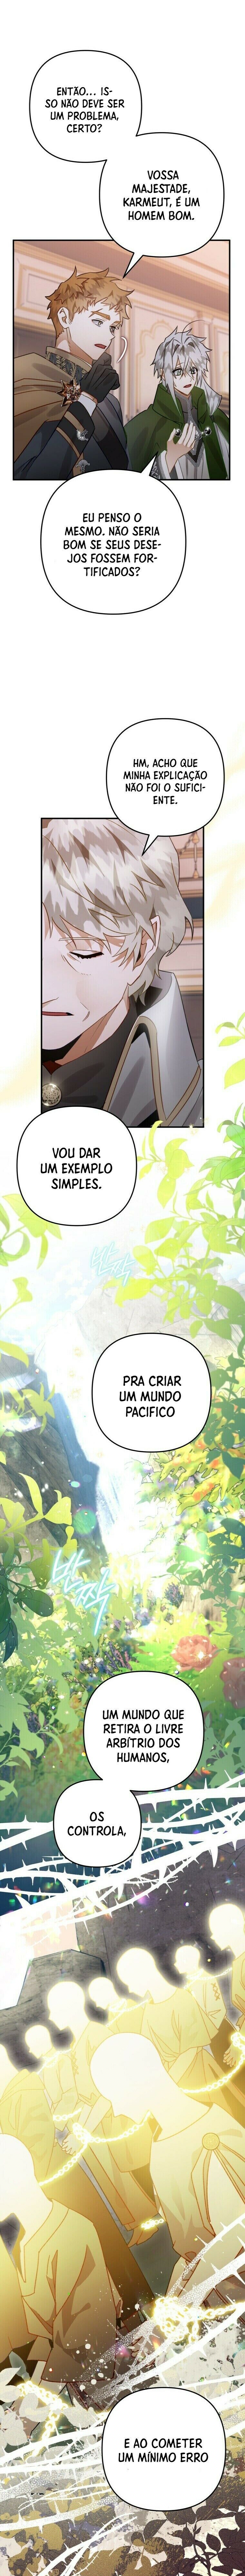 ENTÃO... IS-
SO NÃO DEVE SER
UM PROBLEMA,
CERTO?
VOSSA
MAJESTADE,
KARMEUT, É UM
HOMEM BOM.
EU PENSO O
MESMO. NÃO SERIA
BOM SE SEUS DESE-
JOS FOSSEM FOR-
TIFICADOS?
HM, ACHO QUE
MINHA EXPLICAÇÃO
NÃO FOI O SUFICI-
ENTE.
VOU DAR
UM EXEMPLO
SIMPLES.
PRA CRIAR
UM MUNDO
PACIFICO
UM MUNDO QUE
RETIRA O LIVRE
ARBÍTRIO DOS
HUMANOS,
OS
CONTROLA,
E AO COMETER
UM MÍNIMO ERRO